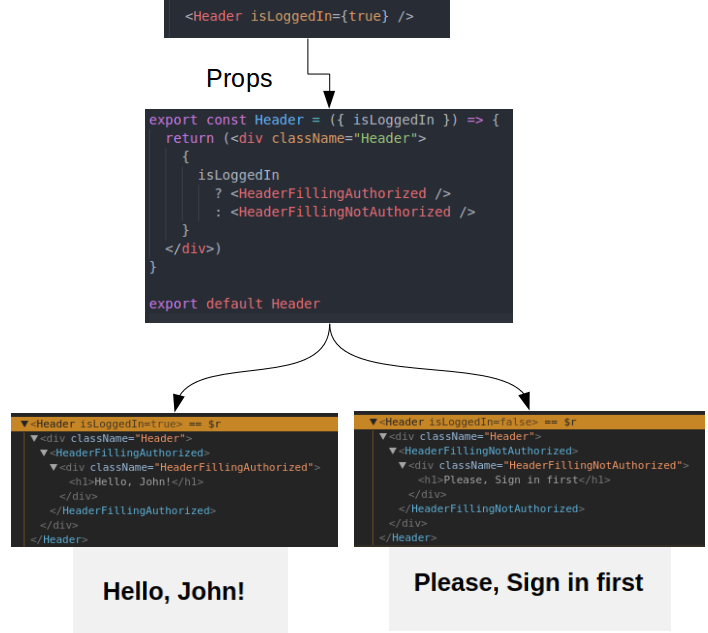 <Header isLoggedIn={true} />
Props
export const Header = ({ isLoggedIn }) => {
return (<div className="Header">
{
isLoggedIn
? <HeaderFillingAuthorized />
: <HeaderFillingNotAuthorized />
}
</div>)
}
export default Header
▼<Header isLoggedIn=true> == $r
▼<div className="Header">
▼<HeaderFillingAuthorized>
▼<div className="HeaderFillingAuthorized">
<h1>Hello, John!</h1>
</div>
</HeaderFillingAuthorized>
</div>
</Header>
Hello, John!
▼<Header isLoggedIn=false> == $r
▼<div className="Header">
▼<HeaderFillingNotAuthorized>
▼<div className="HeaderFillingNotAuthorized">
<h1>Please, Sign in first</h1>
</div>
</HeaderFillingNotAuthorized>
</div>
</Header>
Please, Sign in first